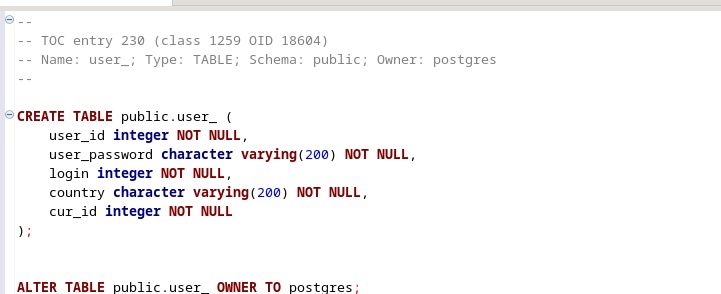 --
-- TOC entry 230 (class 1259 OID 18604)
-- Name: user_; Type: TABLE; Schema: public; Owner: postgres
--
CREATE TABLE public.user_ (
    user_id integer NOT NULL,
    user_password character varying(200) NOT NULL,
    login integer NOT NULL,
    country character varying(200) NOT NULL,
    cur_id integer NOT NULL
);
ALTER TABLE public.user_ OWNER TO postgres;